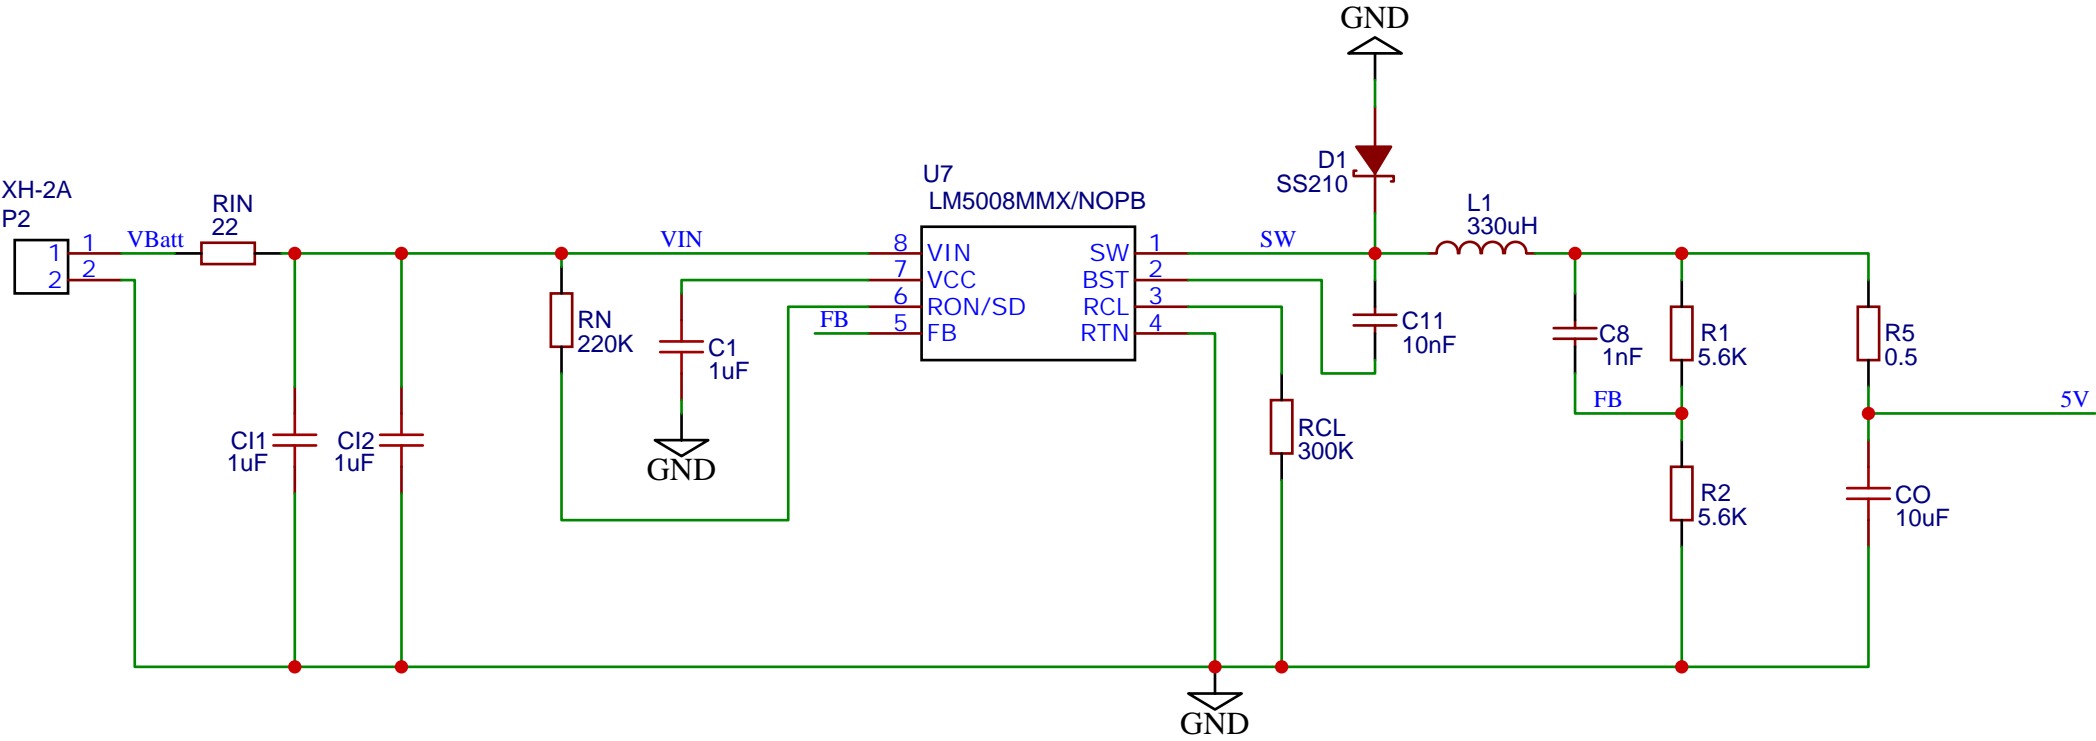 GND
XH-2A
P2
1
2
1
2
VBatt
RIN
22
CI1
1uF
CI2
1uF
VIN
RN
220K
C1
1uF
GND
FB
U7
LM5008MMX/NOPB
8
7
6
5
VIN
VCC
RON/SD
FB
SW
BST
RCL
RTN
1
2
3
4
SW
D1
SS210
L1
330uH
C11
10nF
RCL
300K
C8
1nF
FB
R1
5.6K
R2
5.6K
R5
0.5
5V
CO
10uF
GND